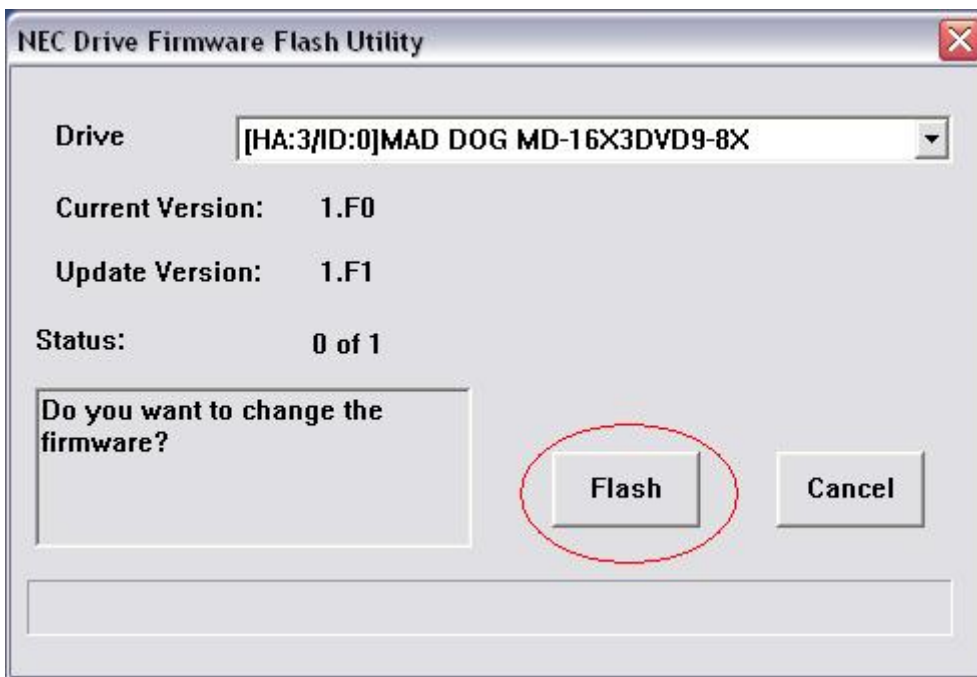 NEC Drive Firmware Flash Utility
Drive [HA:3/ID:0]MAD DOG MD-16X3DVD9-8X
Current Version: 1.F0
Update Version: 1.F1
Status: 0 of 1
Do you want to change the
firmware?
Flash Cancel